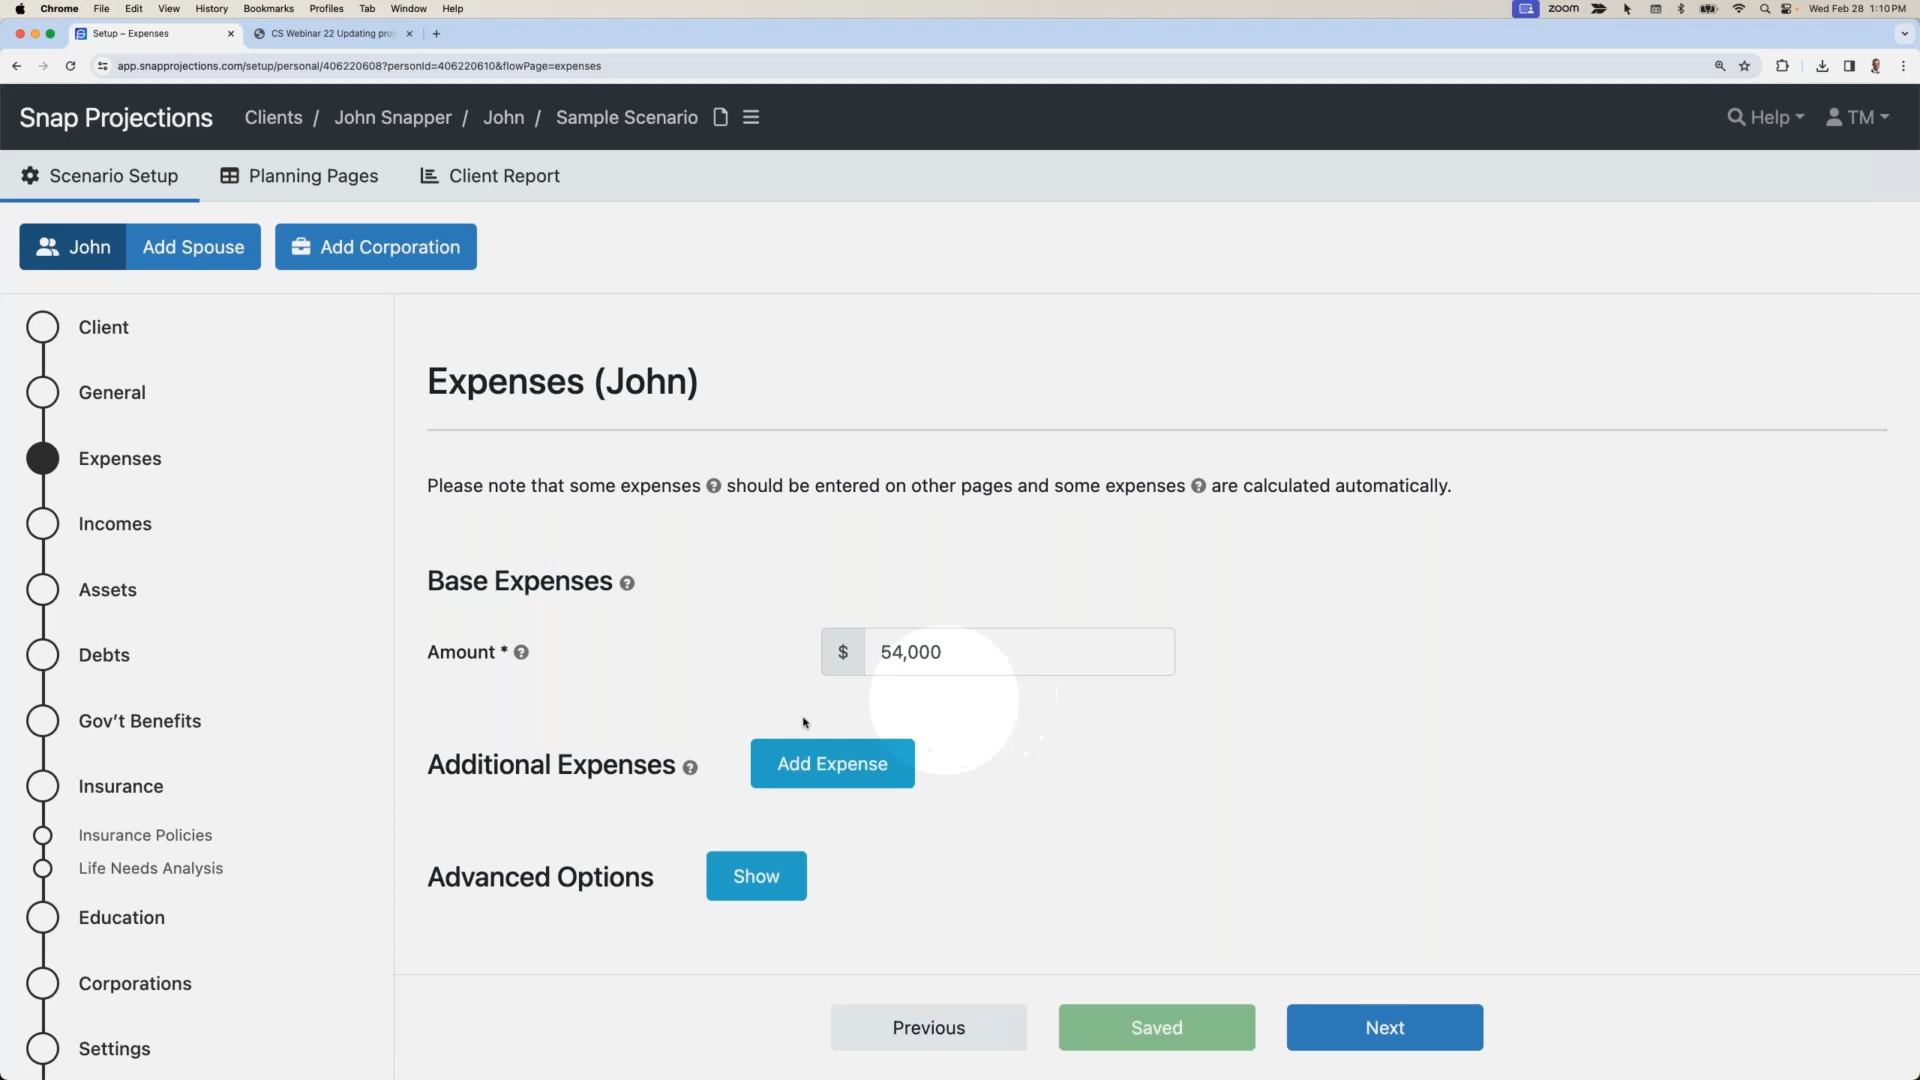 Chrome File Edit View History Bookmarks Profiles Tab Window Help zoom Wed Feb 28 1:10 PM
Setup – Expenses CS Webinar 22 Updating proj
app.snapprojections.com/setup/personal/406220608?personId=406220610&flowPage=expenses
Snap Projections Clients / John Snapper / John / Sample Scenario Help TM
Scenario Setup Planning Pages Client Report
John Add Spouse Add Corporation
Client
General
Expenses
Incomes
Assets
Debts
Gov't Benefits
Insurance
Insurance Policies
Life Needs Analysis
Education
Corporations
Settings
Expenses (John)
Please note that some expenses ? should be entered on other pages and some expenses ? are calculated automatically.
Base Expenses ?
Amount * ? $ 54,000
Additional Expenses ? Add Expense
Advanced Options Show
Previous Saved Next